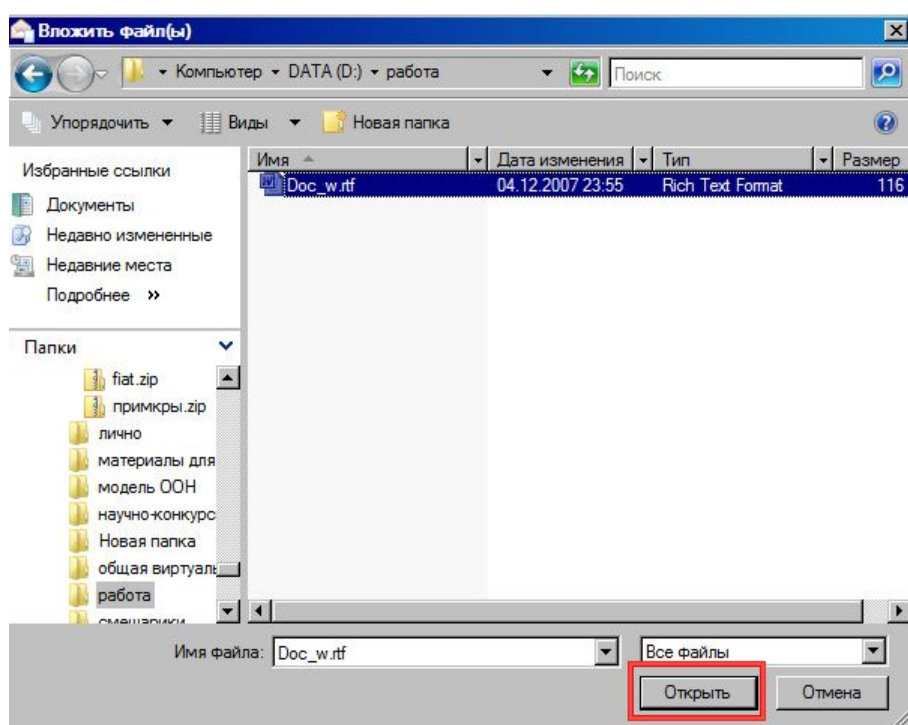 Вложить файл(ы)
Компьютер DATA (D:) работа Поиск
Упорядочить Виды Новая папка
Избранные ссылки
Документы
Недавно измененные
Недавние места
Подробнее »
Имя Дата изменения Тип Размер
Doc_w.rtf 04.12.2007 23:55 Rich Text Format 116
Папки
fiat.zip
примкры.zip
лично
материалы для
модель ООН
научно-конкурс
Новая папка
общая виртуаль
работа
смешарики
Имя файла: Doc_w.rtf Все файлы
Открыть Отмена